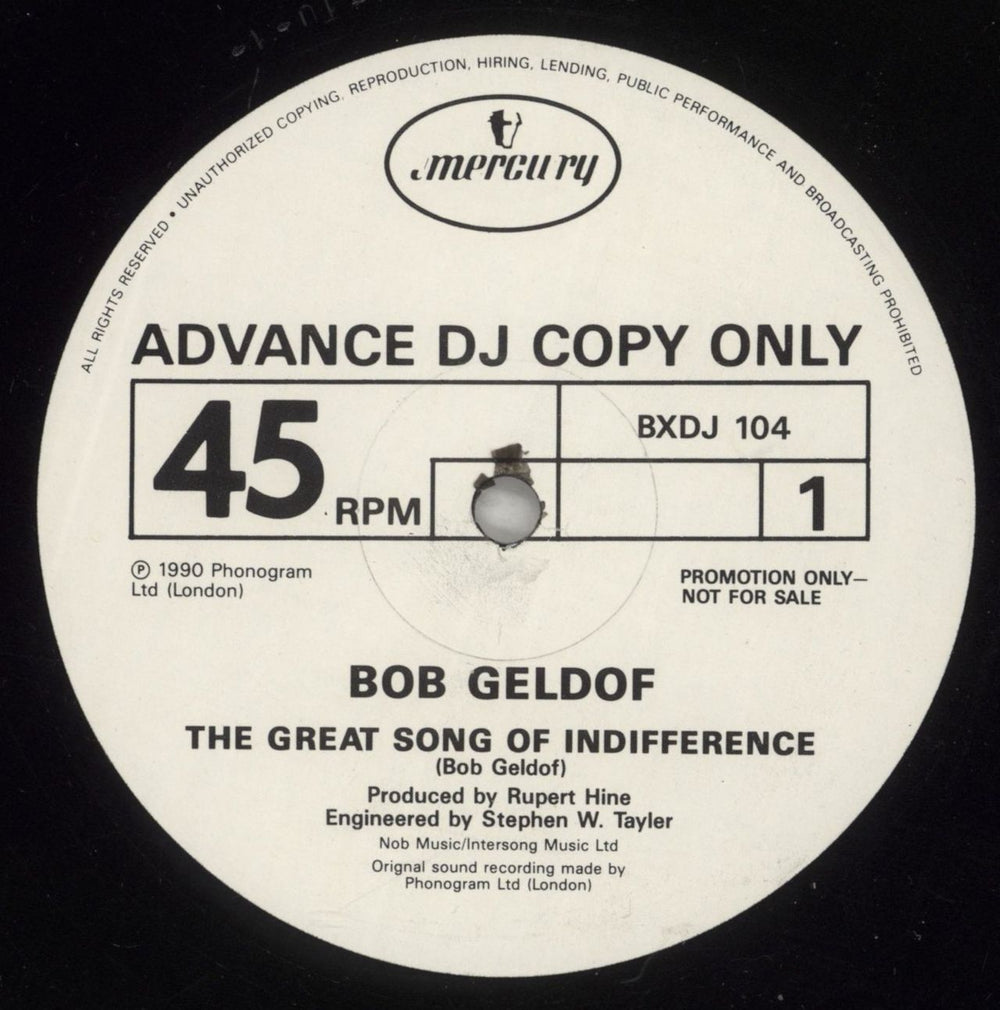 ALL RIGHTS RESERVED • UNAUTHORIZED COPYING, REPRODUCTION, HIRING, LENDING, PUBLIC PERFORMANCE AND BROADCASTING PROHIBITED
mercury
ADVANCE DJ COPY ONLY
45 RPM
BXDJ 104
1
Ⓟ 1990 Phonogram
Ltd (London)
PROMOTION ONLY—
NOT FOR SALE
BOB GELDOF
THE GREAT SONG OF INDIFFERENCE
(Bob Geldof)
Produced by Rupert Hine
Engineered by Stephen W. Tayler
Nob Music/Intersong Music Ltd
Orignal sound recording made by
Phonogram Ltd (London)